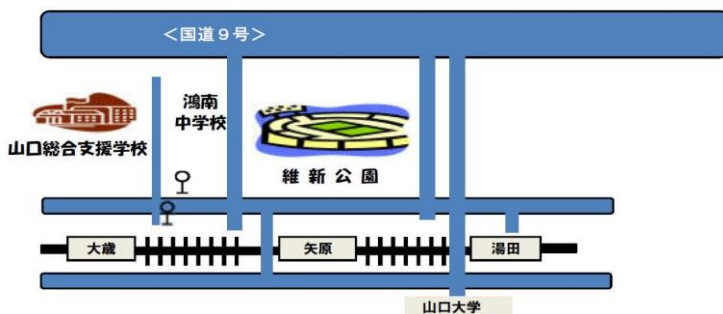 ＜国道９号＞
鴻南
中学校
山口総合支援学校
維新公園
大歳
矢原
湯田
山口大学